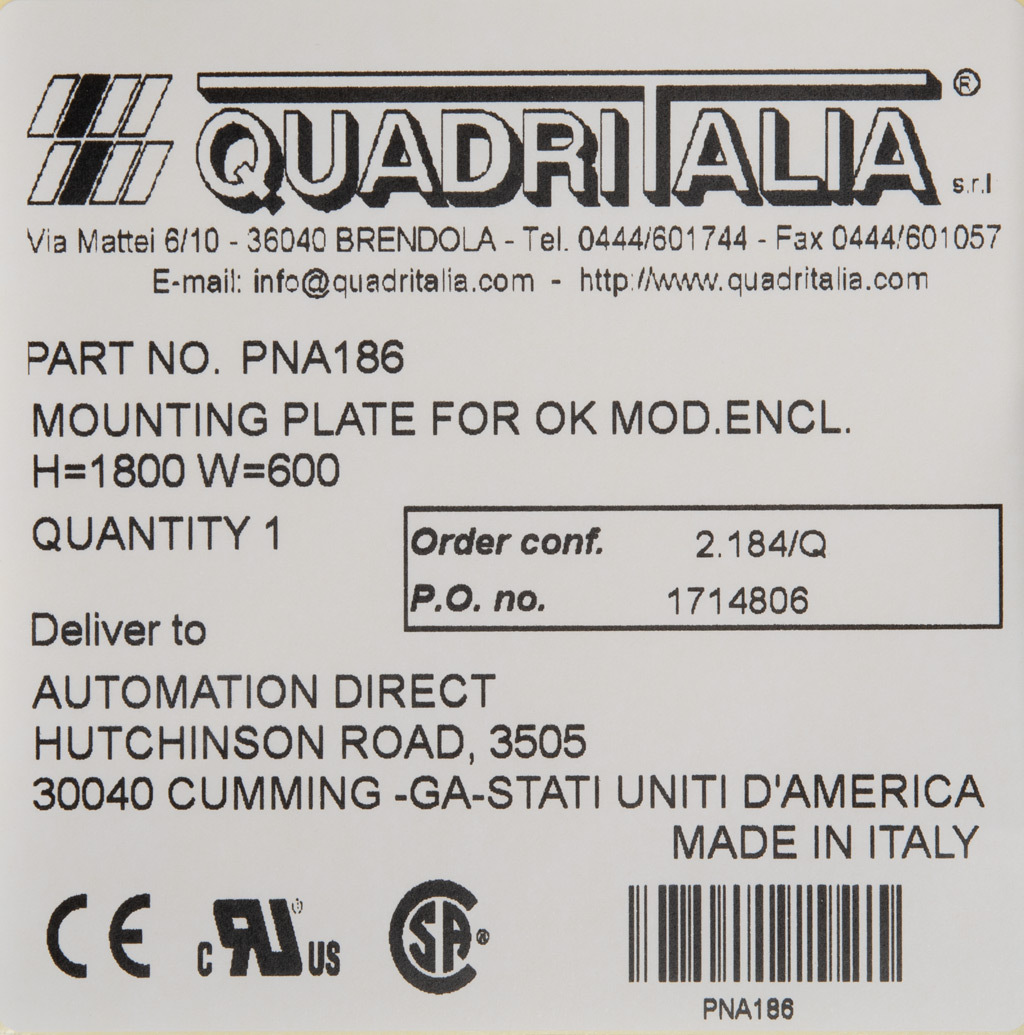 QUADRITALIA® s.r.l
Via Mattei 6/10 - 36040 BRENDOLA - Tel. 0444/601744 - Fax 0444/601057
E-mail: info@quadritalia.com - http://www.quadritalia.com
PART NO. PNA186
MOUNTING PLATE FOR OK MOD.ENCL.
H=1800 W=600
QUANTITY 1
Order conf. 2.184/Q
P.O. no. 1714806
Deliver to
AUTOMATION DIRECT
HUTCHINSON ROAD, 3505
30040 CUMMING -GA-STATI UNITI D'AMERICA
MADE IN ITALY
CE C RU® US CSA®
PNA186